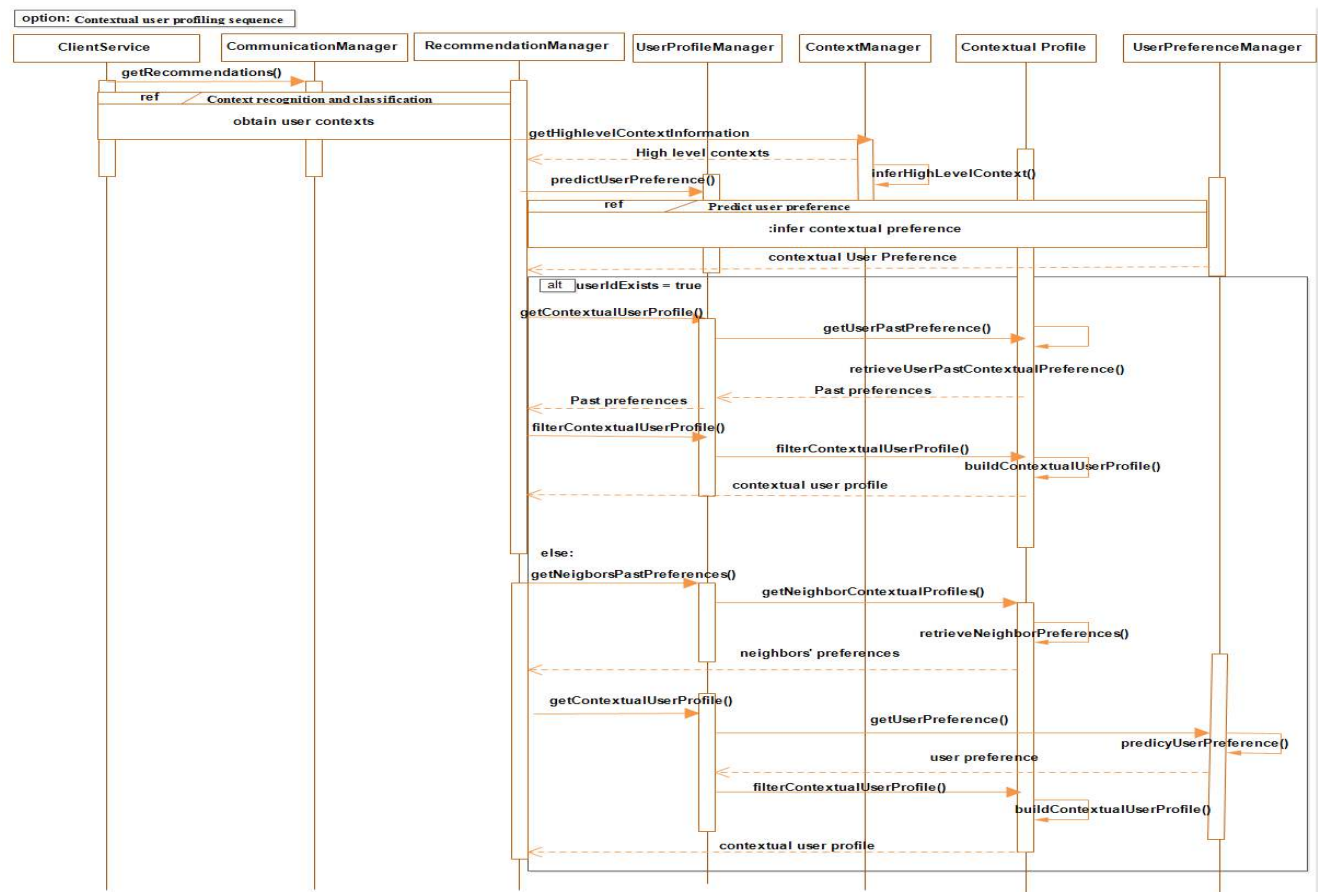 option: Contextual user profiling sequence
ClientService
CommunicationManager
RecommendationManager
UserProfileManager
ContextManager
Contextual Profile
UserPreferenceManager
getRecommendations()
ref Context recognition and classification
obtain user contexts
getHighlevelContextInformation
High level contexts
inferHighLevelContext()
predictUserPreference()
ref Predict user preference
:infer contextual preference
contextual User Preference
alt userIdExists = true
getContextualUserProfile()
getUserPastPreference()
retrieveUserPastContextualPreference()
Past preferences
Past preferences
filterContextualUserProfile()
filterContextualUserProfile()
buildContextualUserProfile()
contextual user profile
else:
getNeigborsPastPreferences()
getNeighborContextualProfiles()
retrieveNeighborPreferences()
neighbors' preferences
getContextualUserProfile()
getUserPreference()
predicyUserPreference()
user preference
filterContextualUserProfile()
buildContextualUserProfile()
contextual user profile